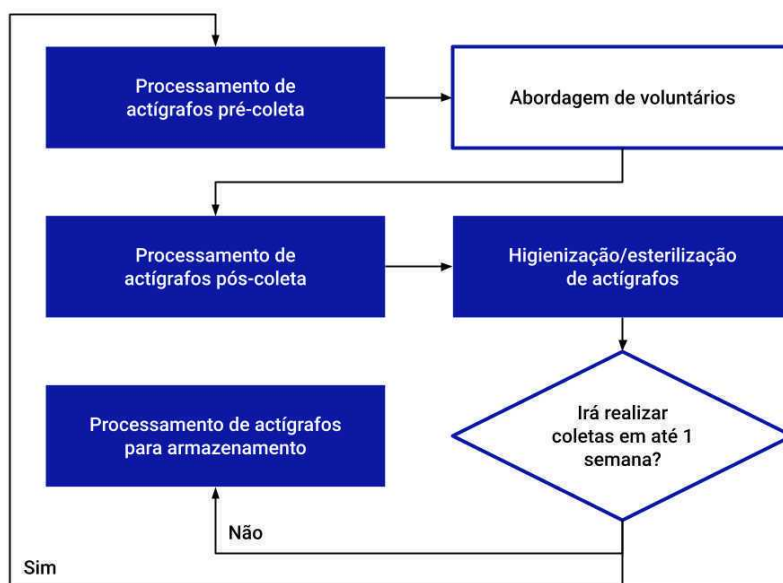 Processamento de
actígrafos pré-coleta
Abordagem de voluntários
Processamento de
actígrafos pós-coleta
Higienização/esterilização
de actígrafos
Processamento de actígrafos
para armazenamento
Irá realizar
coletas em até 1
semana?
Não
Sim